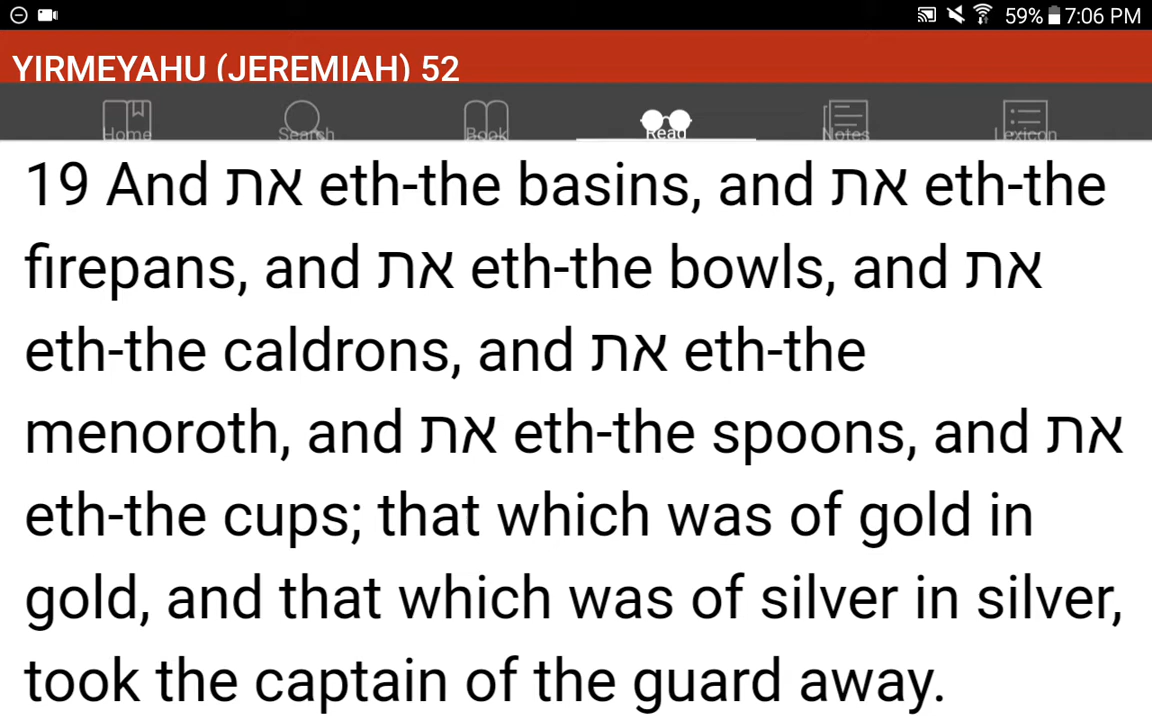 59% 7:06 PM
YIRMEYAHU (JEREMIAH) 52
Home Search Book Read Notes Lexicon
19 And את eth-the basins, and את eth-the
firepans, and את eth-the bowls, and את
eth-the caldrons, and את eth-the
menoroth, and את eth-the spoons, and את
eth-the cups; that which was of gold in
gold, and that which was of silver in silver,
took the captain of the guard away.